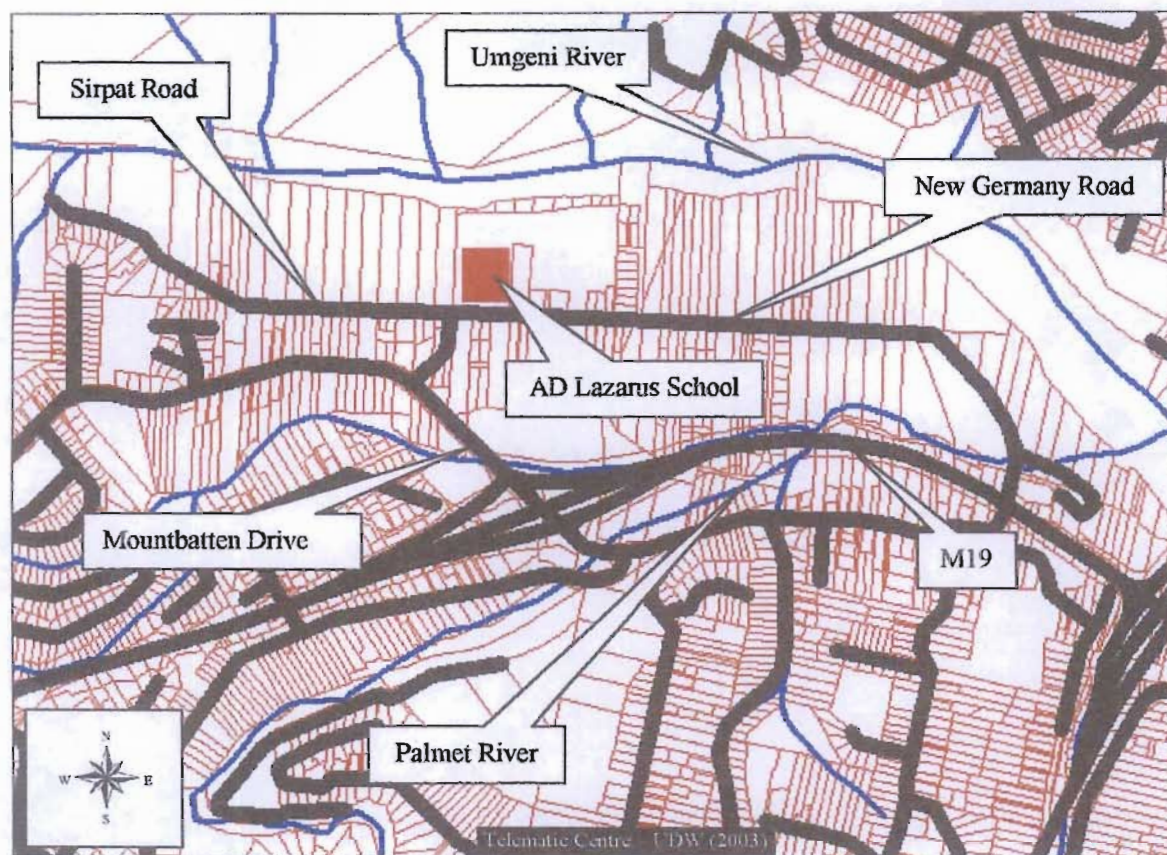 Umgeni River
Sirpat Road
New Germany Road
AD Lazarus School
Mountbatten Drive
M19
Palmet River
N
W E
S
Telematic Centre - UDW (2003)